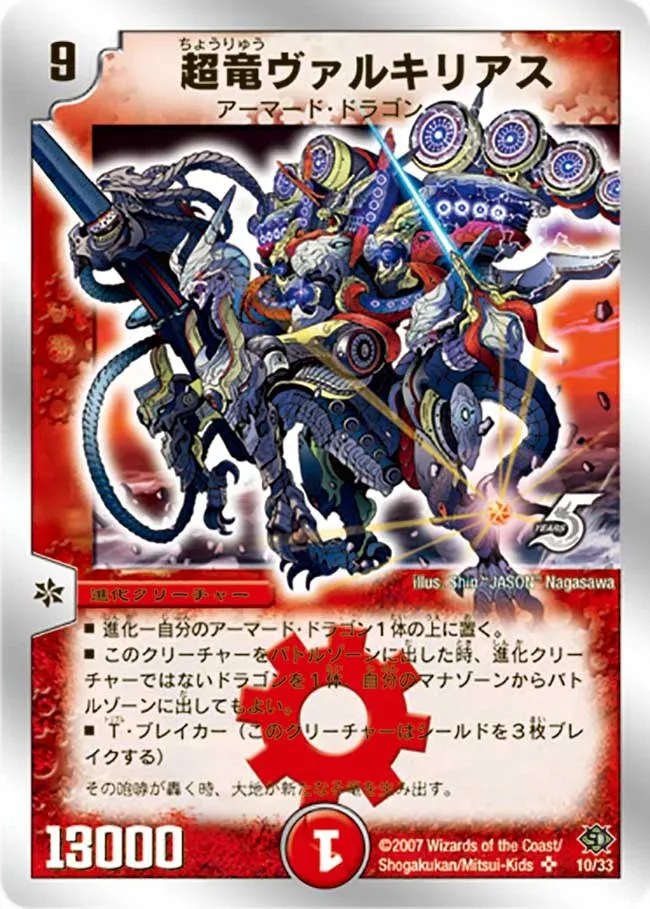 9
ちょうりゅう
超竜ヴァルキリアス
アーマード・ドラゴン
5
YEARS
illus. Shin "JASON" Nagasawa
進化クリーチャー
■ 進化ー自分のアーマード・ドラゴン1体の上に置く。
■ このクリーチャーをバトルゾーンに出した時、進化クリー
チャーではないドラゴンを1体 自分のマナゾーンからバト
ルゾーンに出してもよい。
■ T・ブレイカー(このクリーチャーはシールドを3枚ブレ
イクする)
その咆哮が轟く時、大地が新たな
を
み出す。
13000
1
©2007 Wizards of the Coast/
Shogakukan/Mitsui-Kids
10/33